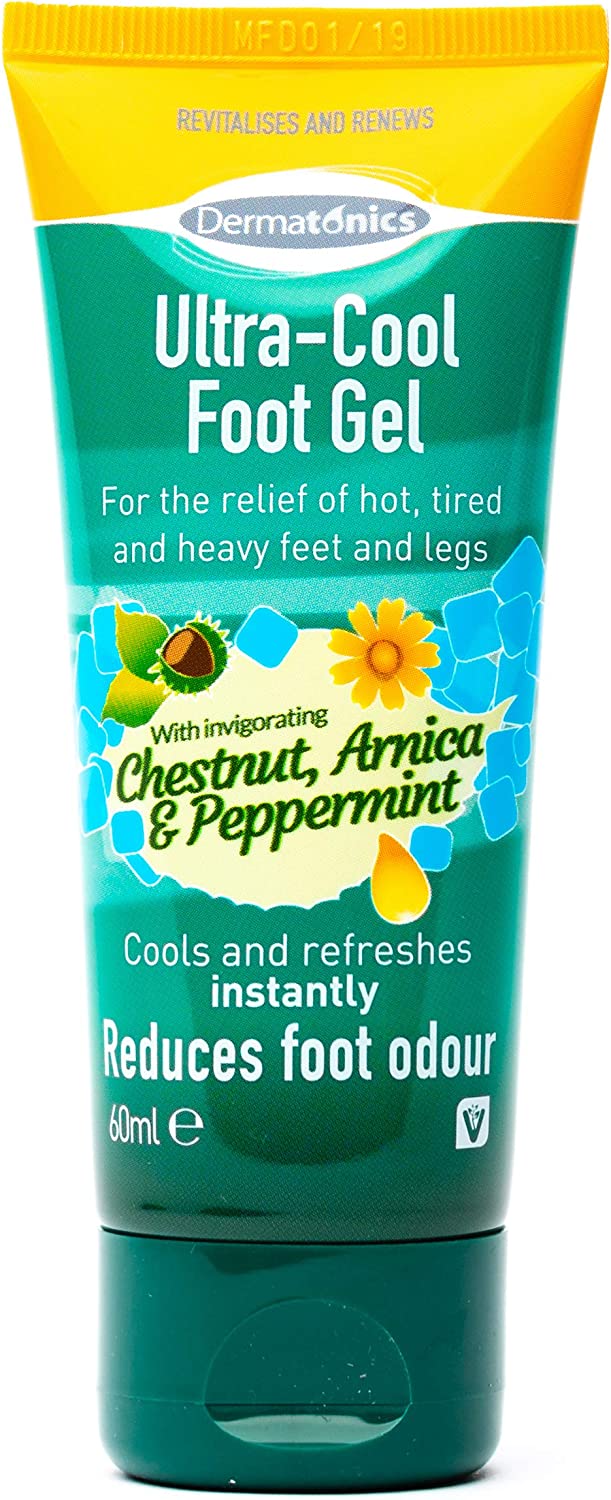 MFD01/19
REVITALISES AND RENEWS
Dermatonics
Ultra-Cool
Foot Gel
For the relief of hot, tired
and heavy feet and legs
With invigorating
Chestnut, Arnica
& Peppermint
Cools and refreshes
instantly
Reduces foot odour
60ml ℮
V